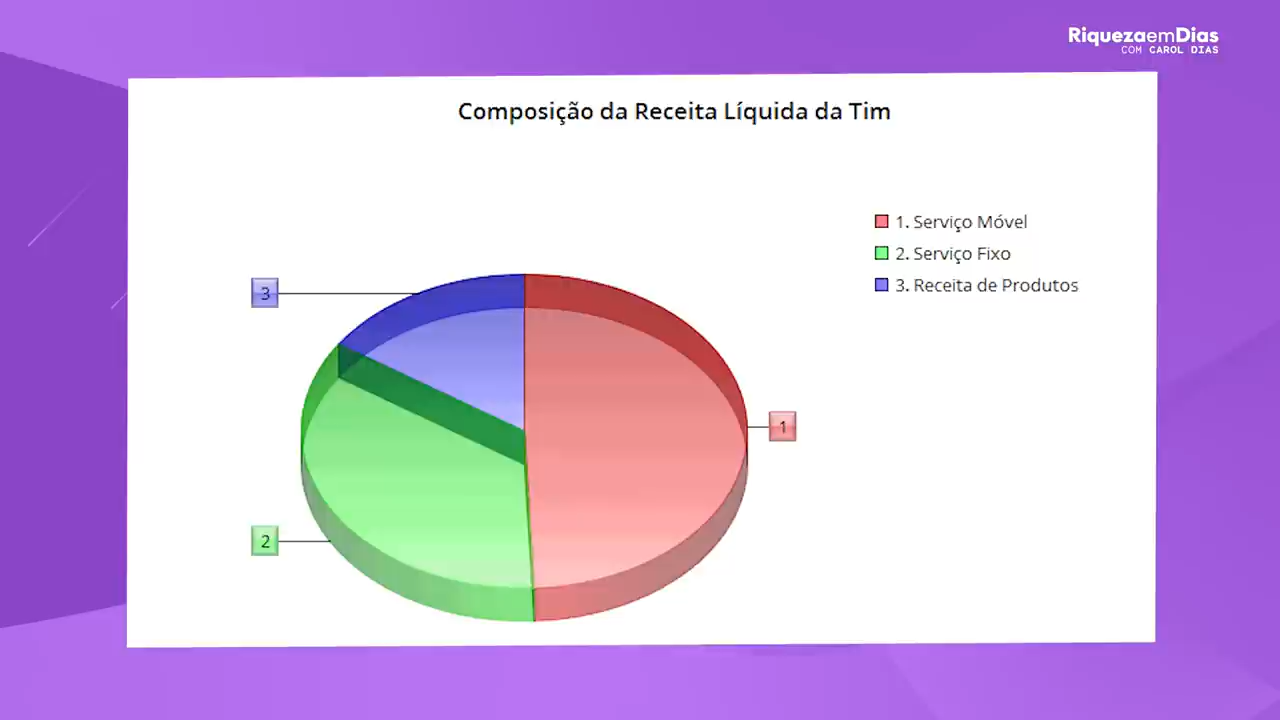 RiquezaemDias
COM CAROL DIAS
Composição da Receita Líquida da Tim
1. Serviço Móvel
2. Serviço Fixo
3. Receita de Produtos
3
1
2